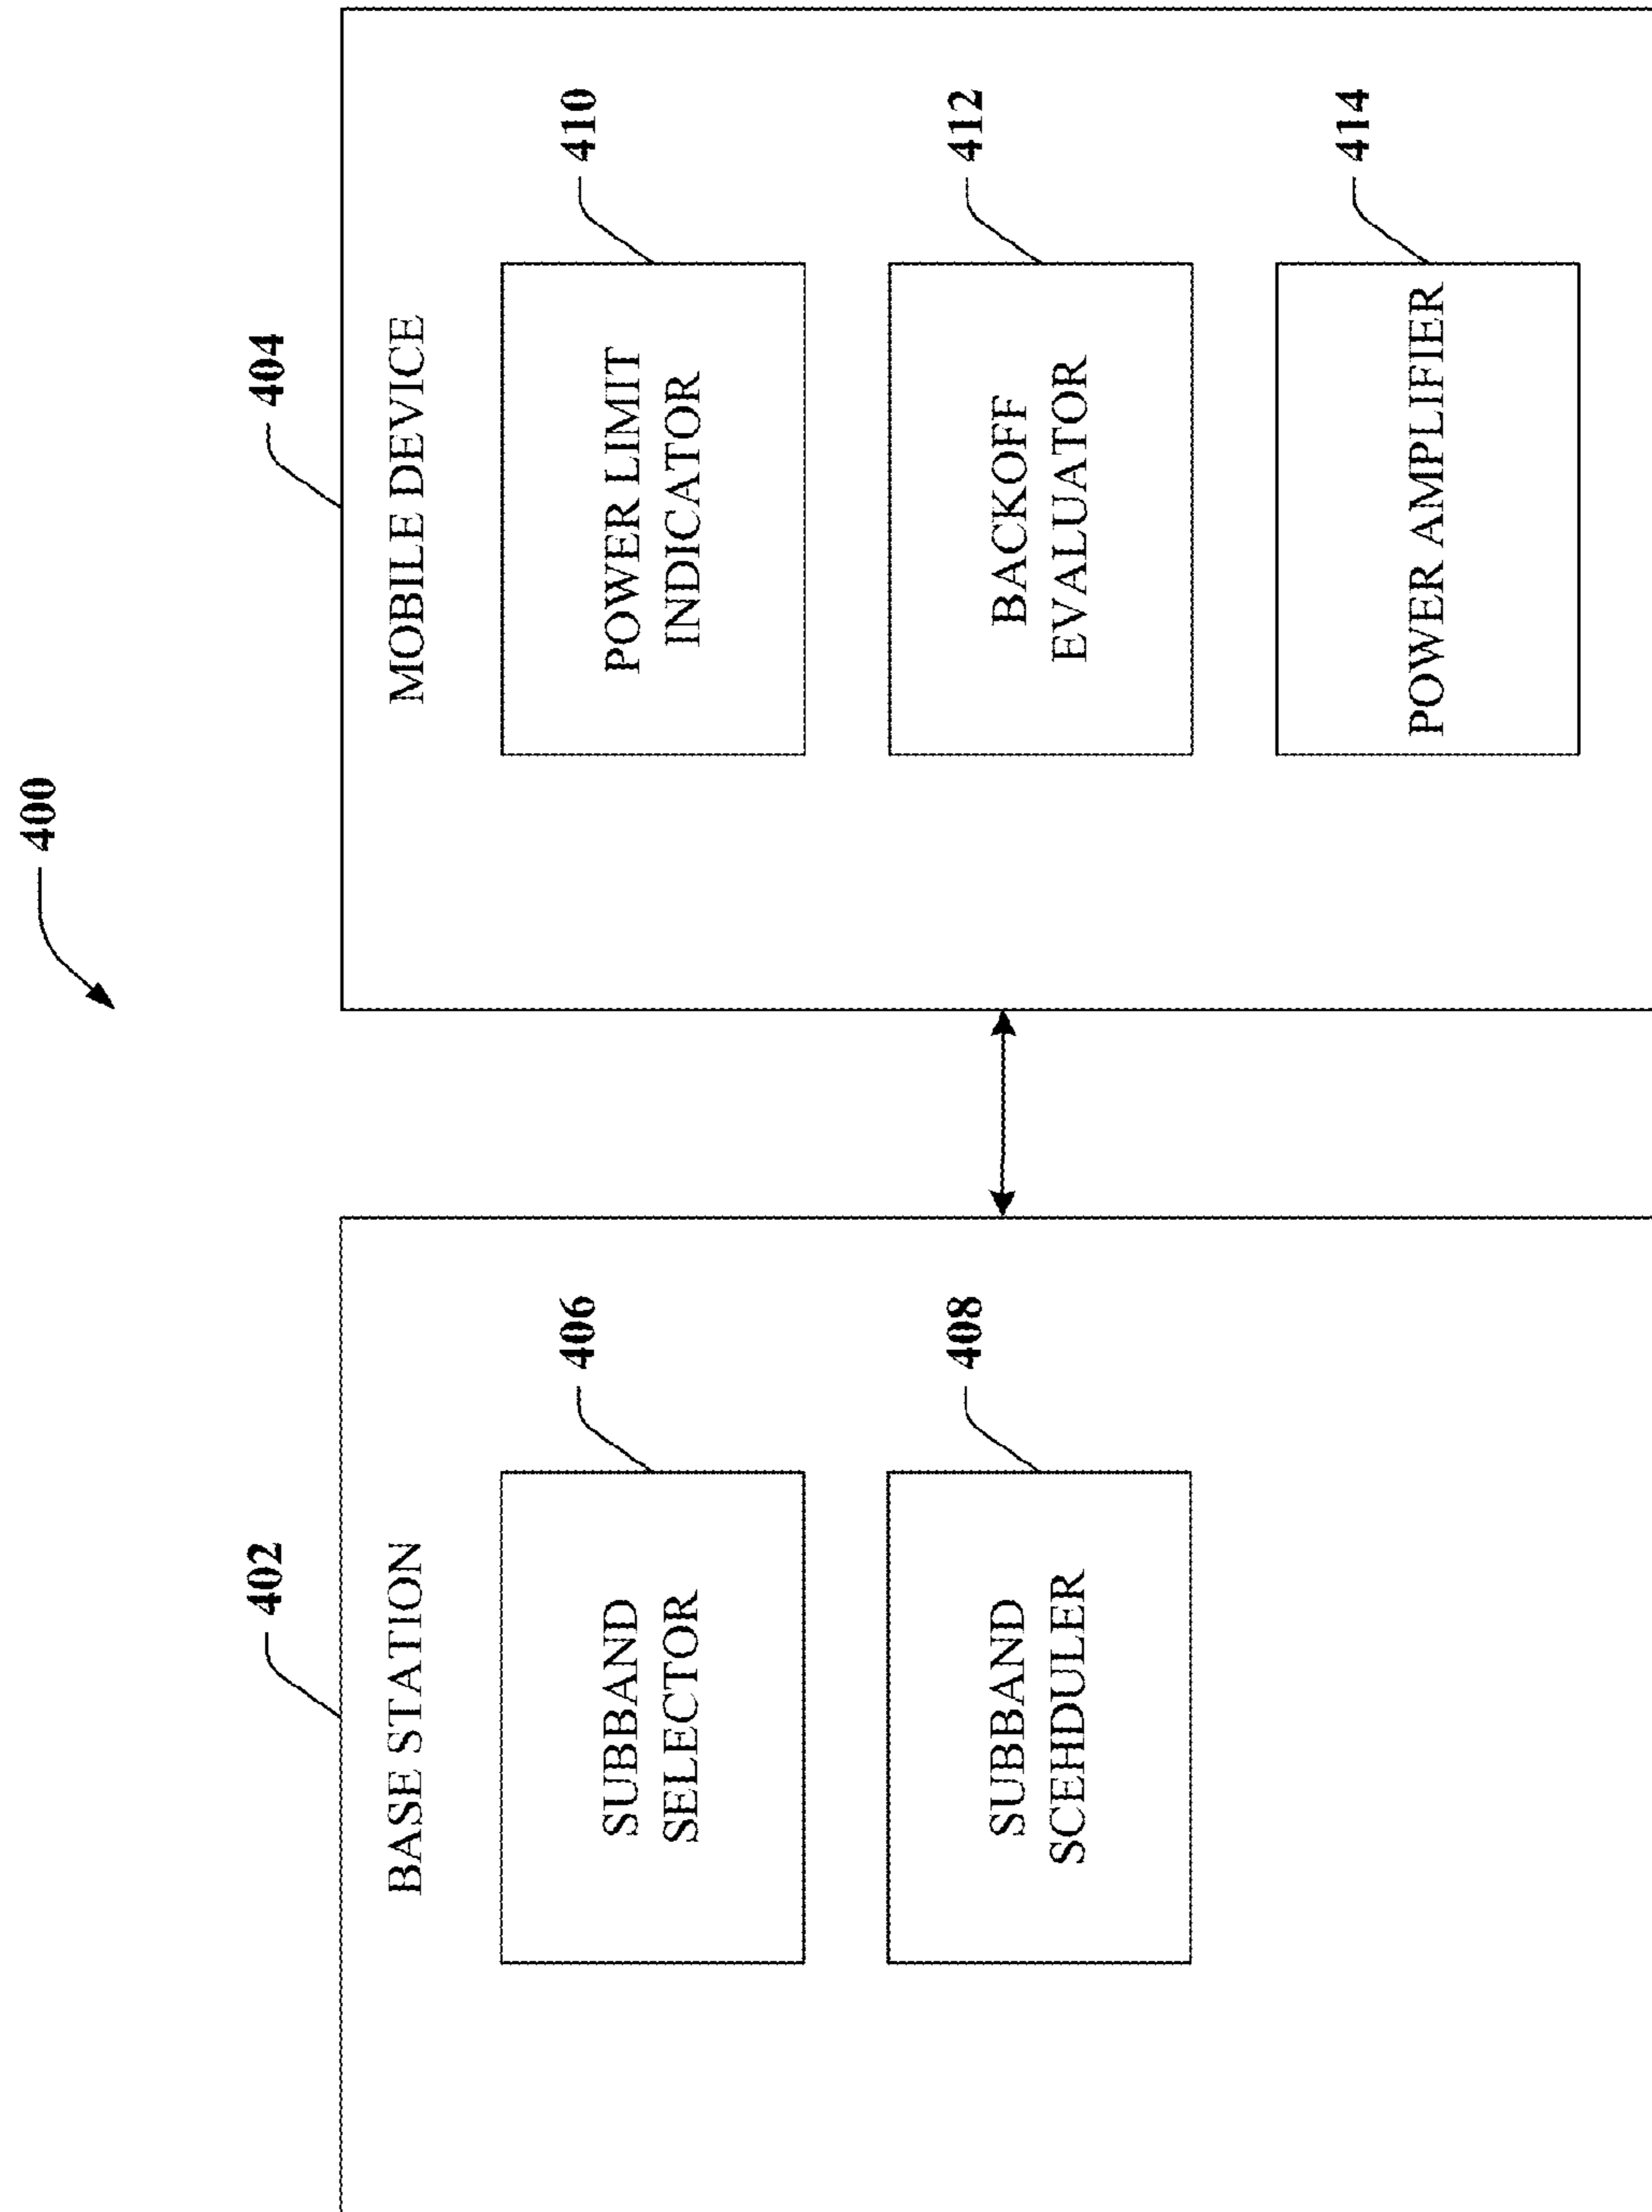 400
402
BASE STATION
406
SUBBAND
SELECTOR
408
SUBBAND
SCEHDULER
404
MOBILE DEVICE
410
POWER LIMIT
INDICATOR
412
BACKOFF
EVALUATOR
414
POWER AMPLIFIER